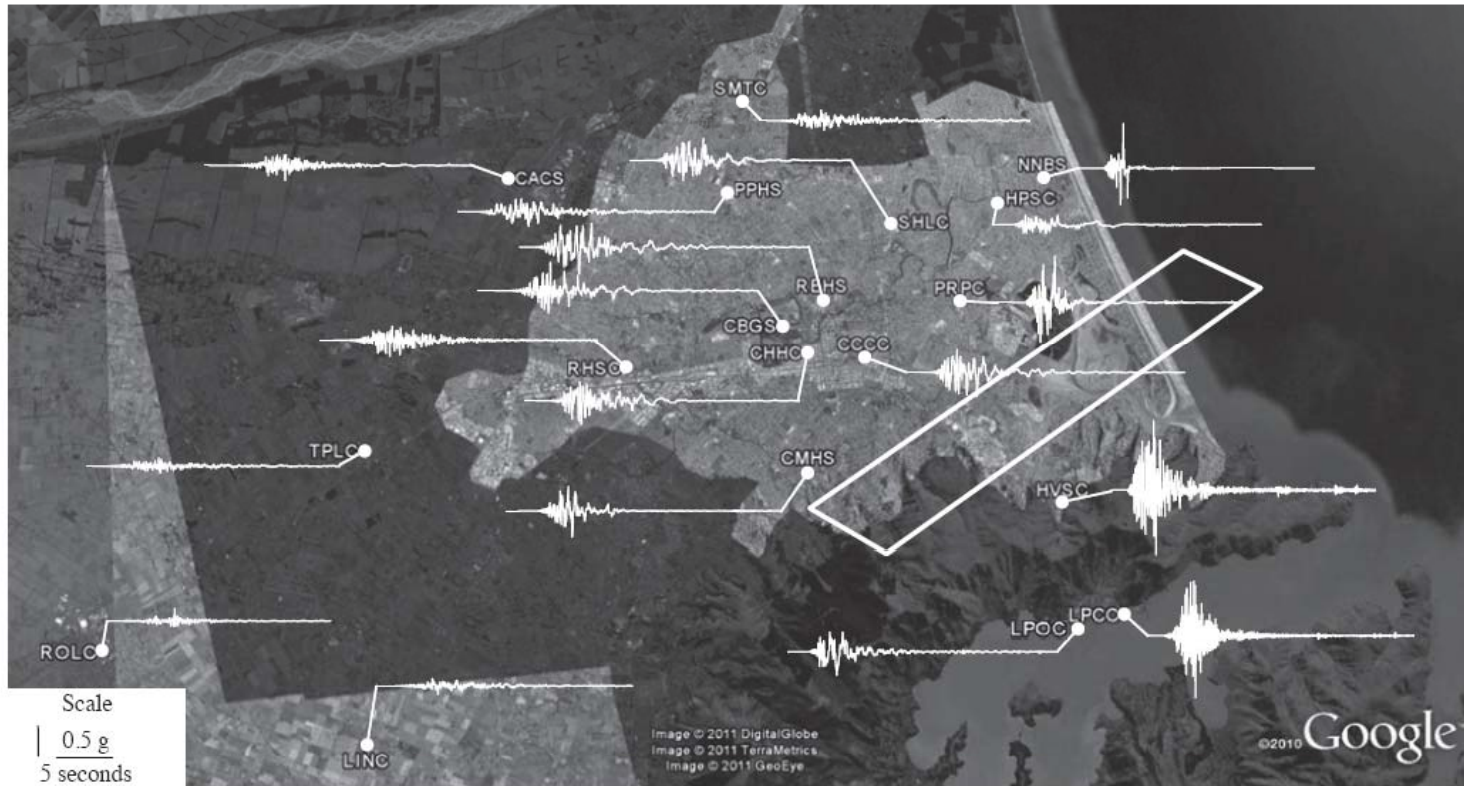 SMTC
NNBS
CACS
PPHS
HPSC
SHLC
RBHS
PRPC
CBGS
CHHC
CCCC
RHSC
TPLC
CMHS
HVSC
LPCC
LPOC
ROLC
LINC
Scale
0.5 g
5 seconds
Image © 2011 DigitalGlobe
Image © 2011 TerraMetrics
Image © 2011 GeoEye
©2010 Google